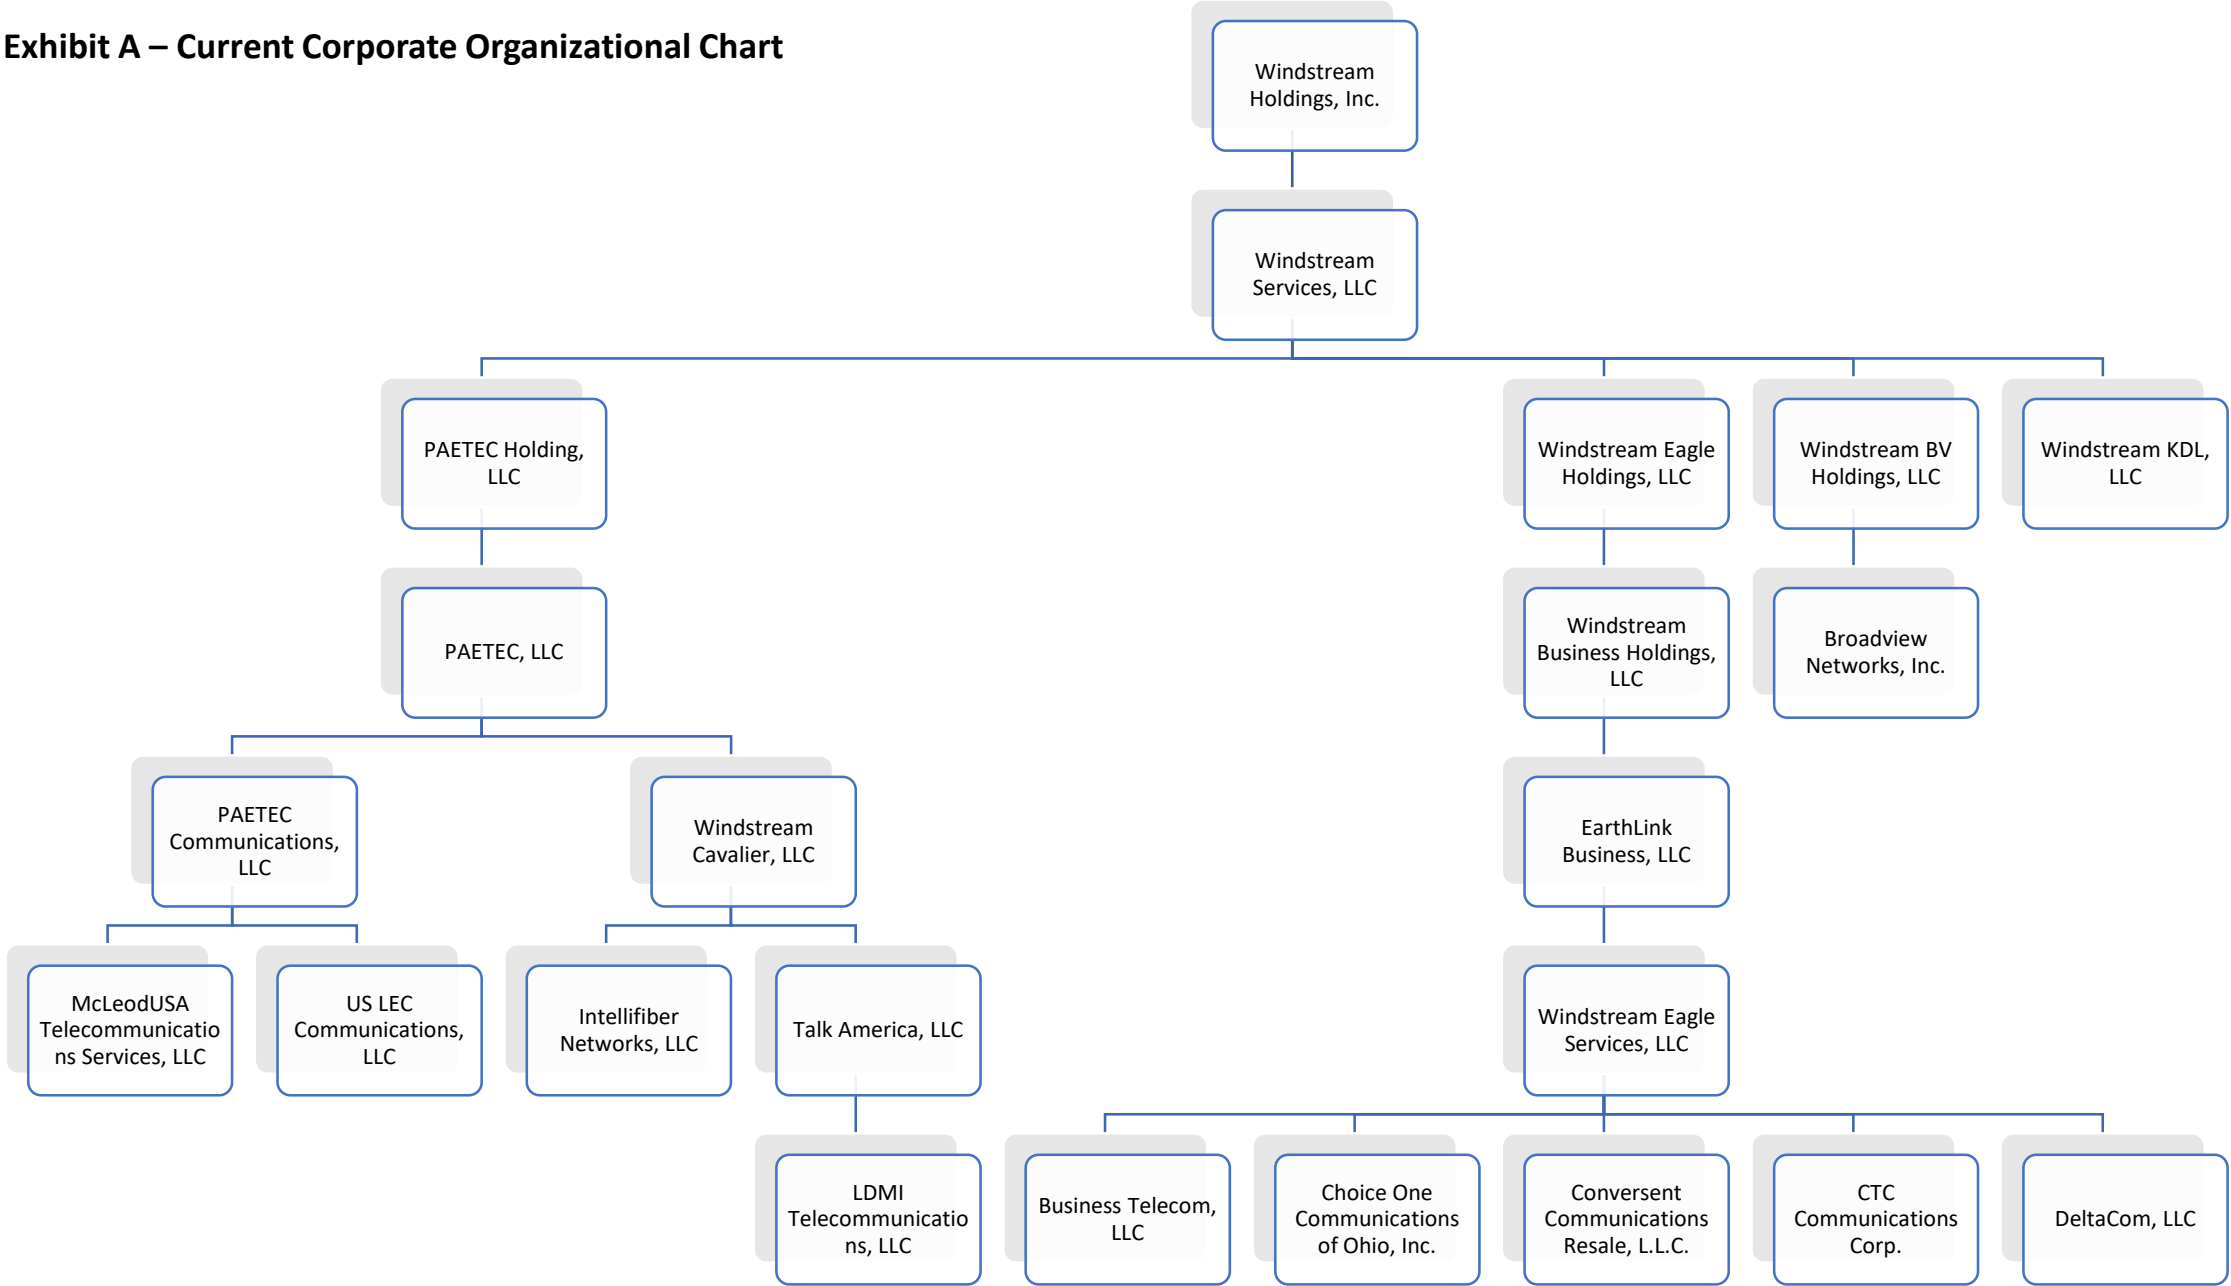 Exhibit A – Current Corporate Organizational Chart
Windstream
Holdings, Inc.
Windstream
Services, LLC
PAETEC Holding,
LLC
Windstream Eagle
Holdings, LLC
Windstream BV
Holdings, LLC
Windstream KDL,
LLC
PAETEC, LLC
Windstream
Business Holdings,
LLC
Broadview
Networks, Inc.
PAETEC
Communications,
LLC
Windstream
Cavalier, LLC
EarthLink
Business, LLC
McLeodUSA
Telecommunicatio
ns Services, LLC
US LEC
Communications,
LLC
Intellifiber
Networks, LLC
Talk America, LLC
Windstream Eagle
Services, LLC
LDMI
Telecommunicatio
ns, LLC
Business Telecom,
LLC
Choice One
Communications
of Ohio, Inc.
Conversent
Communications
Resale, L.L.C.
CTC
Communications
Corp.
DeltaCom, LLC